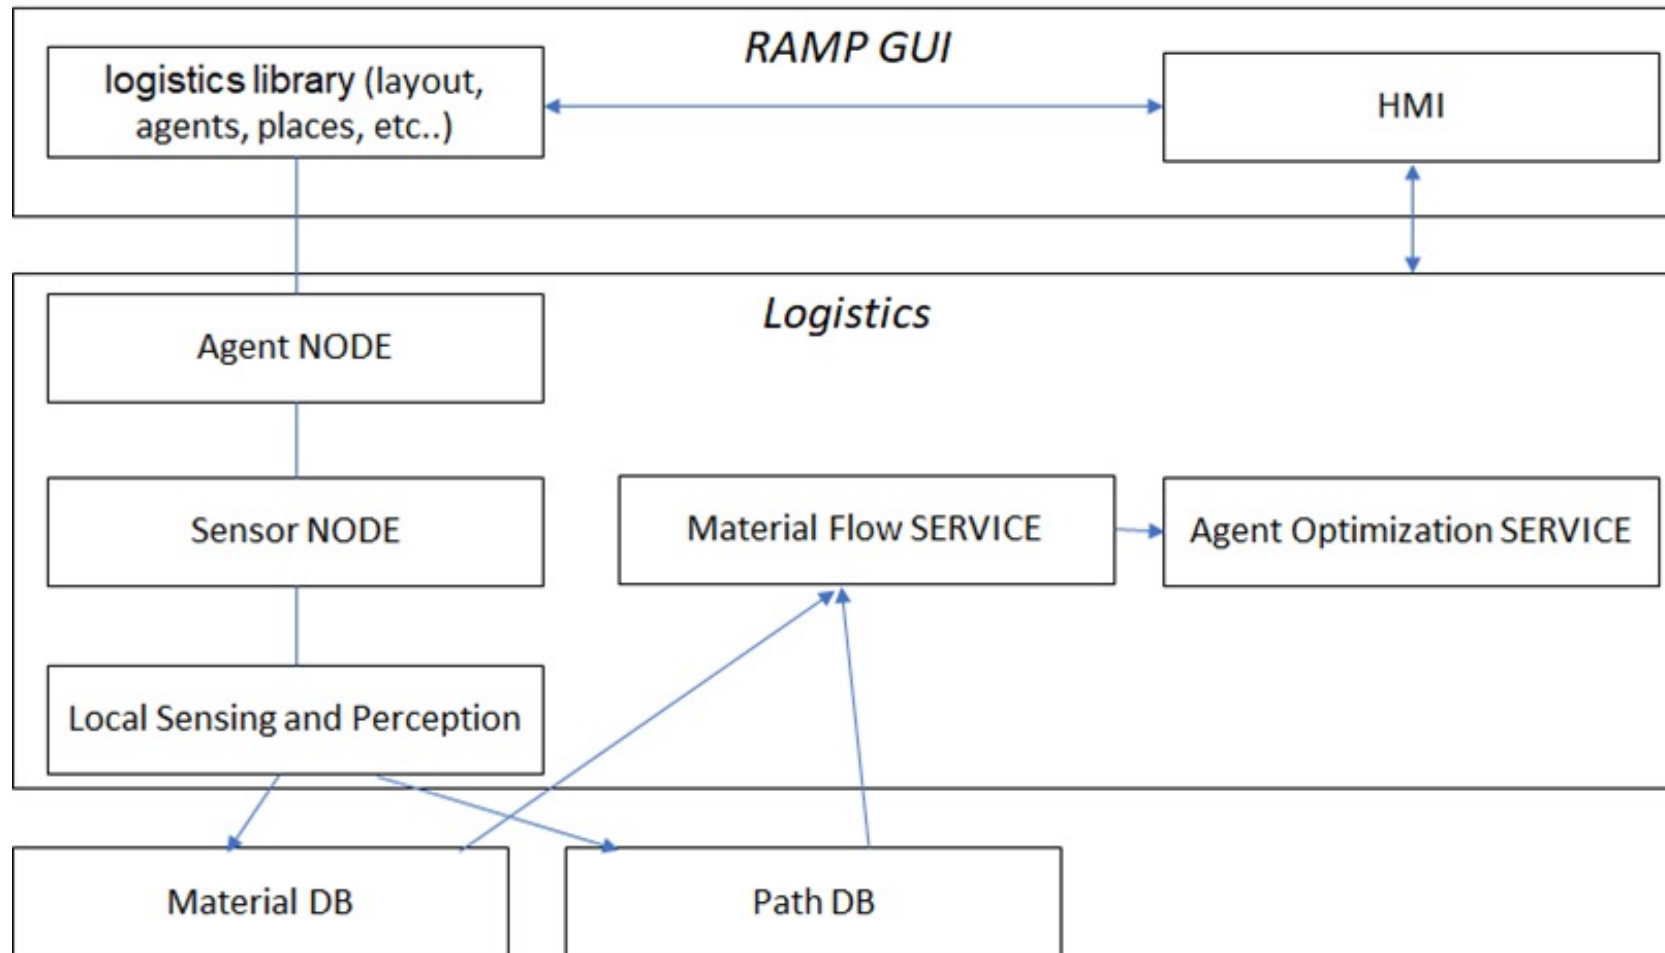 RAMP GUI
logistics library (layout,
agents, places, etc..)
HMI
Logistics
Agent NODE
Sensor NODE
Material Flow SERVICE
Agent Optimization SERVICE
Local Sensing and Perception
Material DB
Path DB